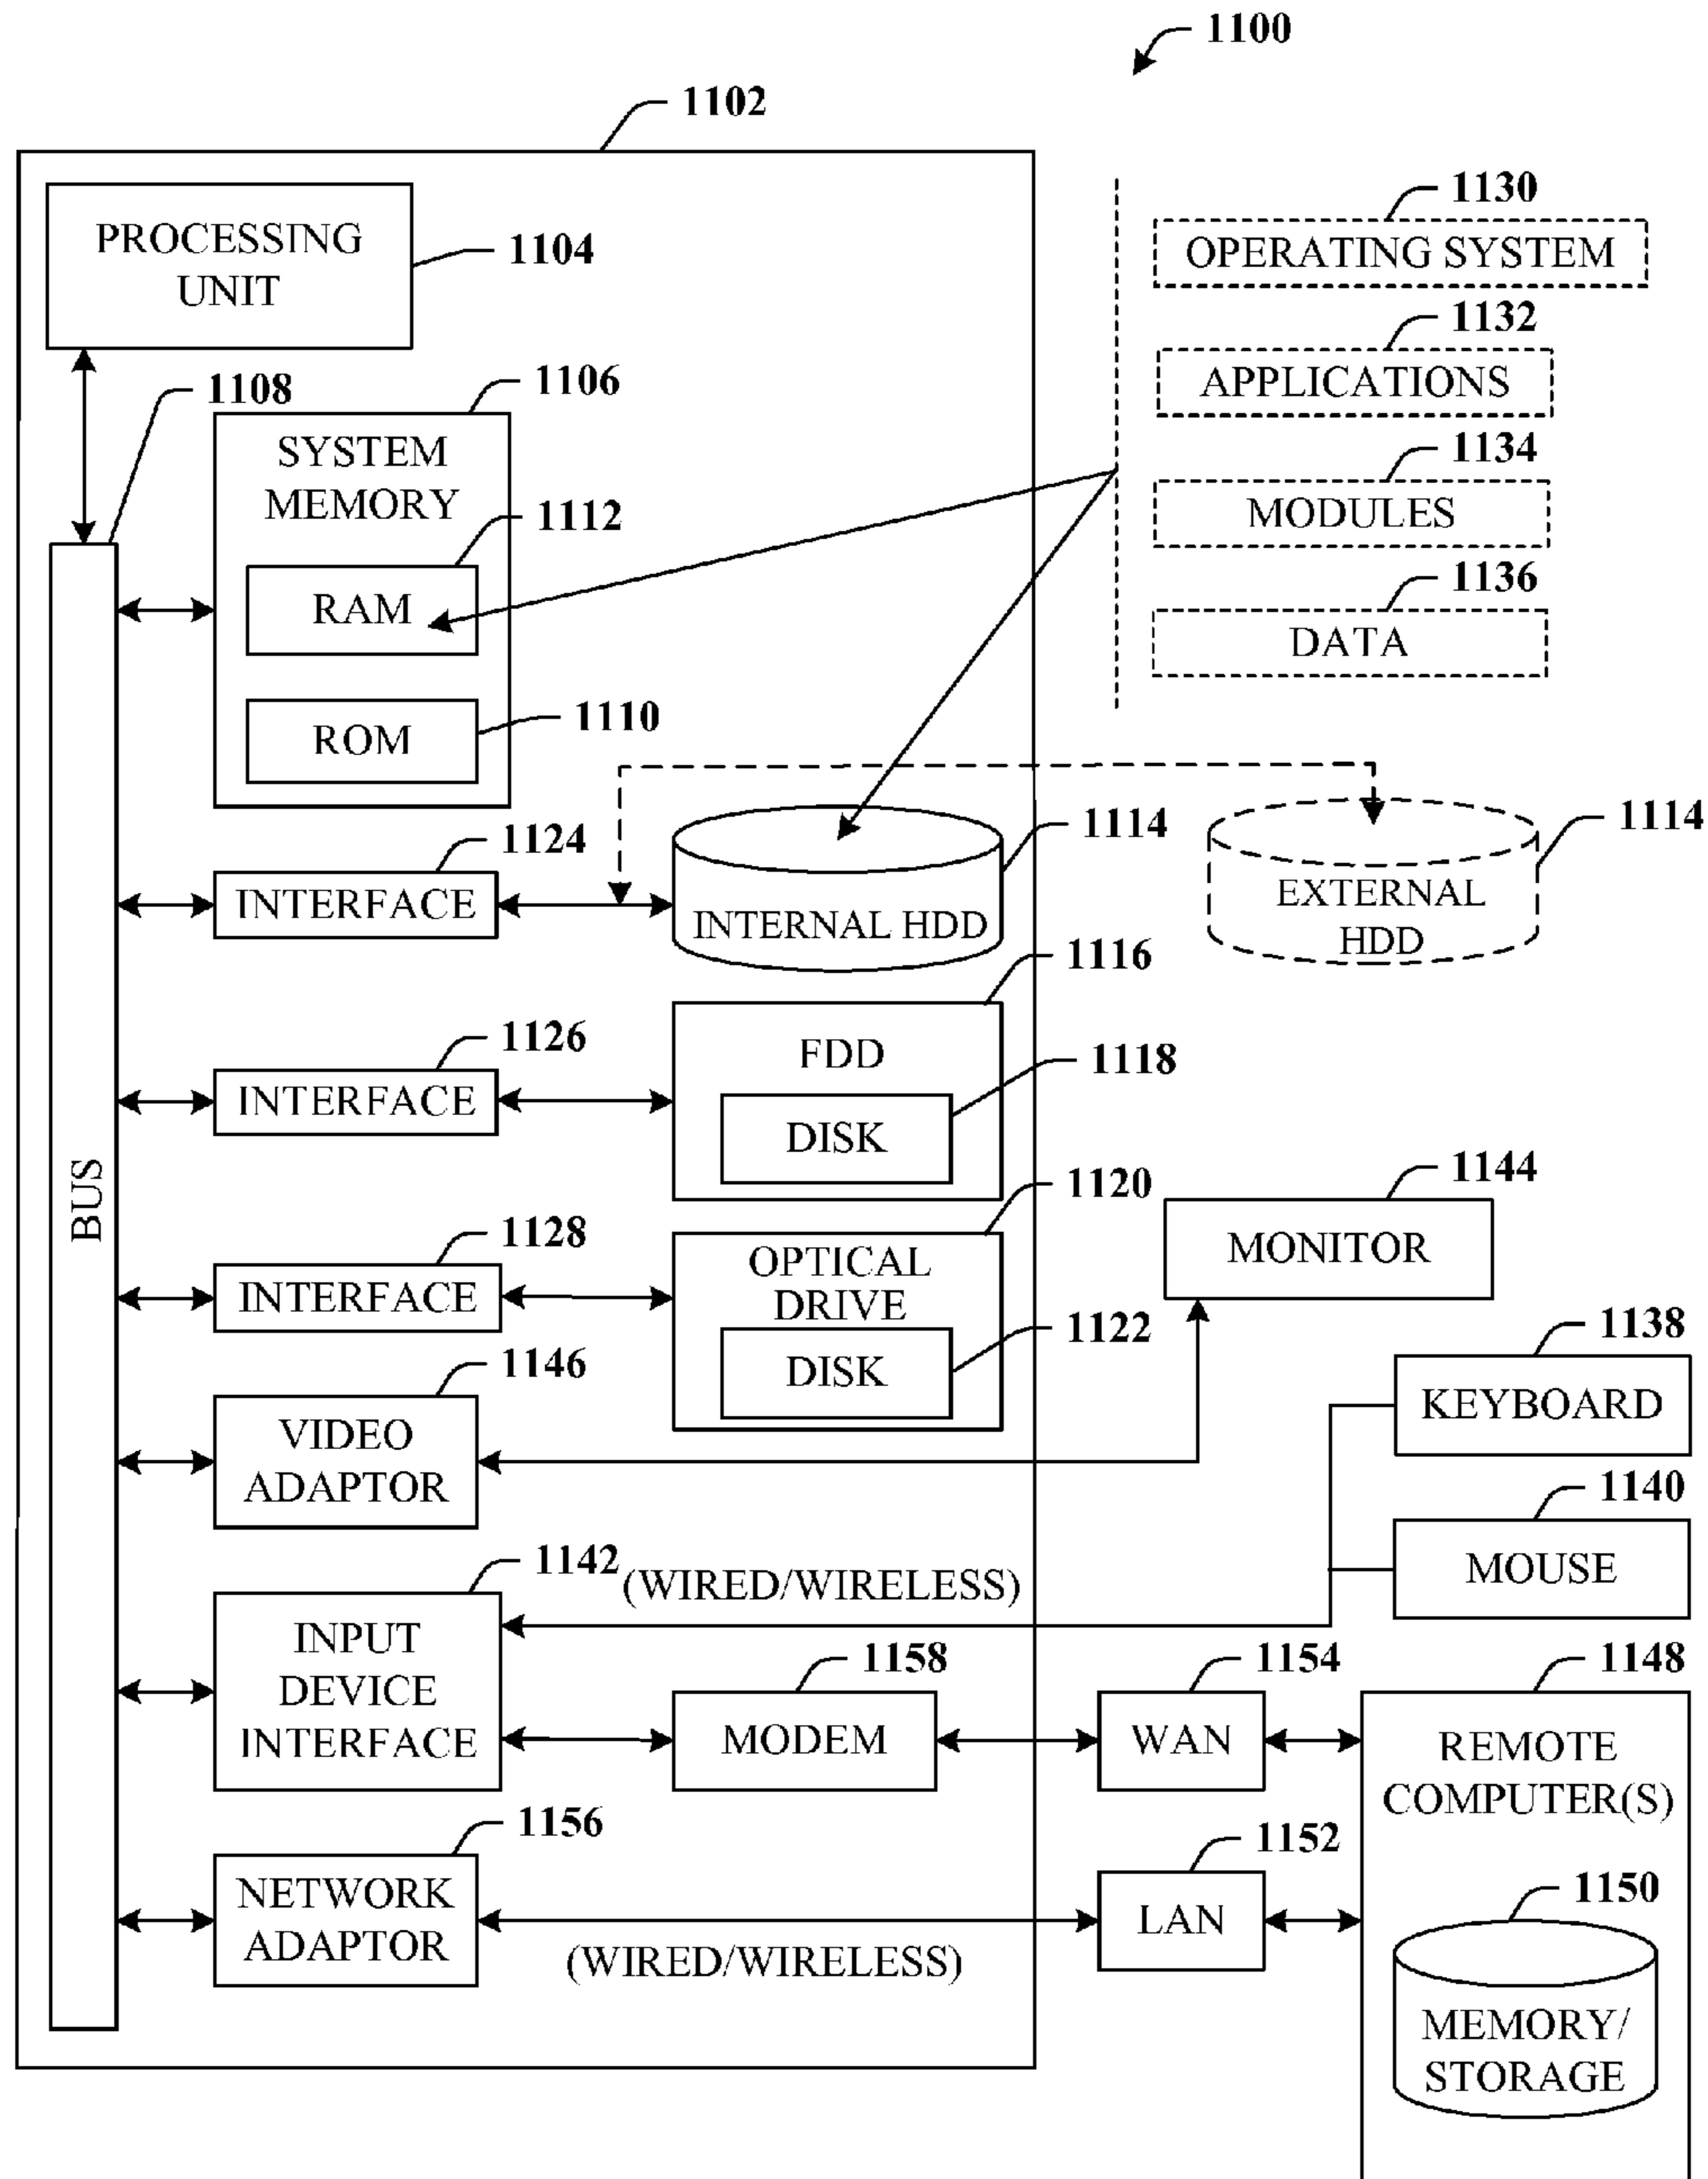 1100
1102
PROCESSING
UNIT
1104
1130
OPERATING SYSTEM
1132
APPLICATIONS
1134
MODULES
1136
DATA
1108
1106
SYSTEM
MEMORY
1112
RAM
1110
ROM
1124
INTERFACE
1114
INTERNAL HDD
1114
EXTERNAL
HDD
1126
INTERFACE
1116
FDD
1118
DISK
BUS
1128
INTERFACE
1120
OPTICAL
DRIVE
1122
DISK
1144
MONITOR
1146
VIDEO
ADAPTOR
1138
KEYBOARD
1140
MOUSE
1142
(WIRED/WIRELESS)
INPUT
DEVICE
INTERFACE
1158
MODEM
1154
WAN
1148
REMOTE
COMPUTER(S)
1156
NETWORK
ADAPTOR
(WIRED/WIRELESS)
1152
LAN
1150
MEMORY/
STORAGE